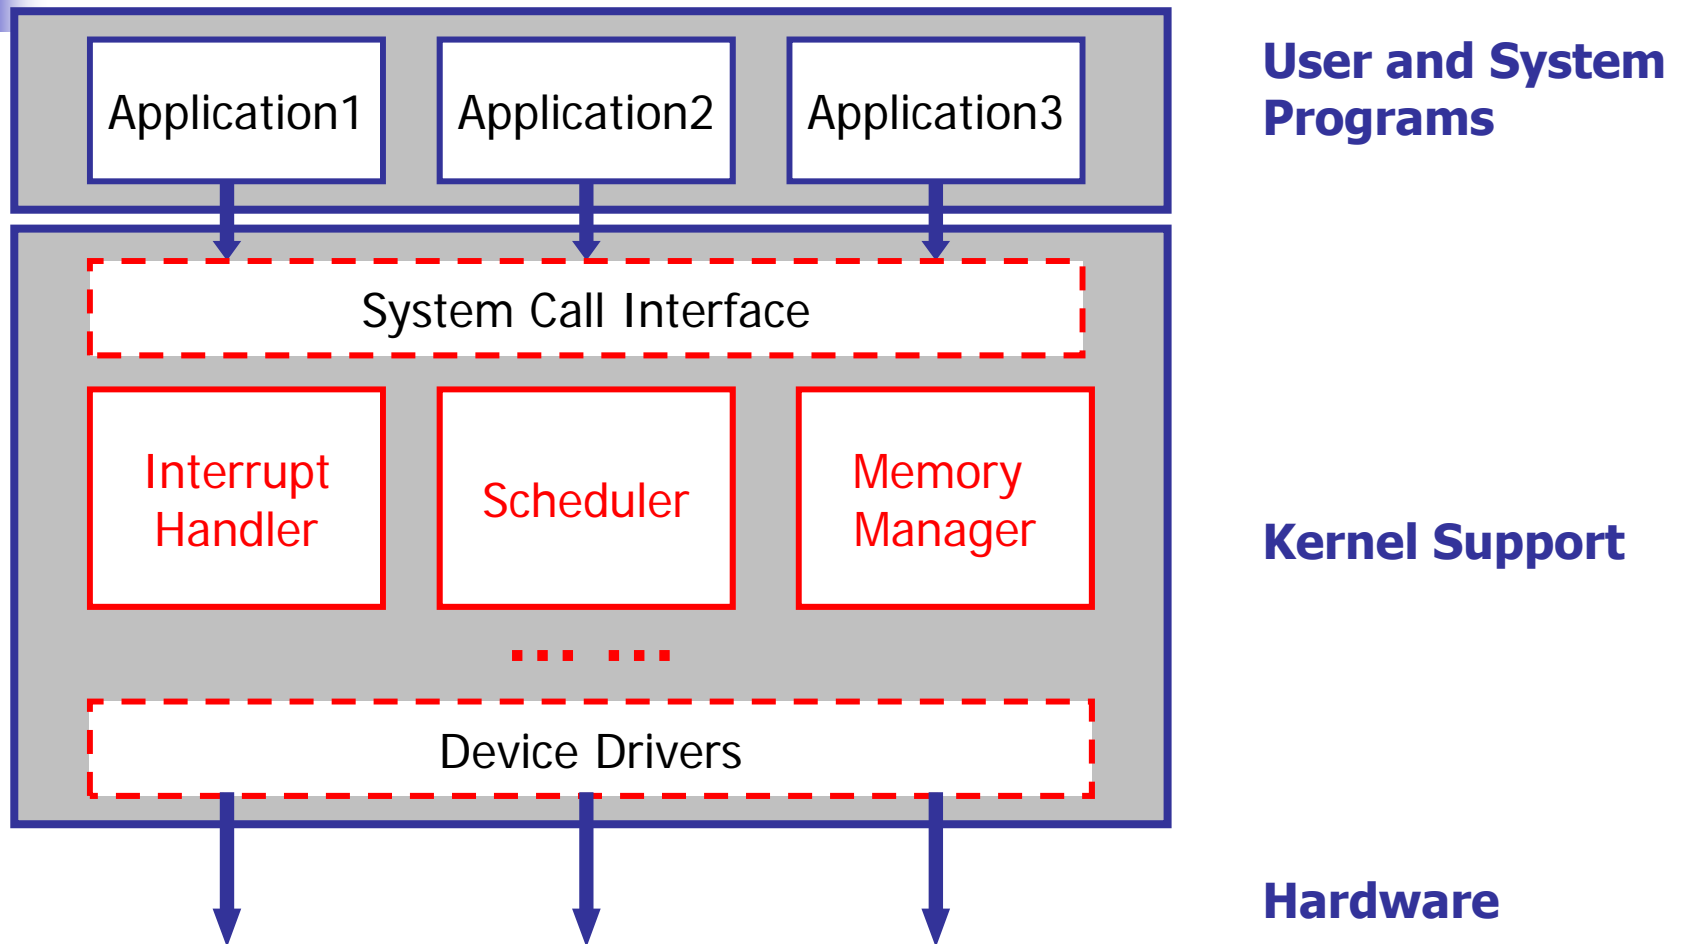 User and System
Programs
Application1
Application2
Application3
System Call Interface
Interrupt
Handler
Scheduler
Memory
Manager
Kernel Support
... ...
Device Drivers
Hardware